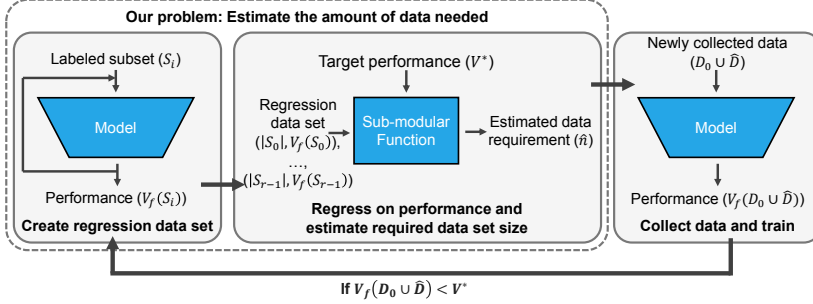 Our problem: Estimate the amount of data needed
Labeled subset (S_i)
Model
Performance (V_f(S_i))
Create regression data set
Target performance (V*)
Regression
data set
(|S_0|, V_f(S_0)),
...,
(|S_{r-1}|, V_f(S_{r-1}))
Sub-modular
Function
Estimated data
requirement (n̂)
Regress on performance and
estimate required data set size
Newly collected data
(D_0 ∪ D̂)
Model
Performance (V_f(D_0 ∪ D̂))
Collect data and train
If V_f(D_0 ∪ D̂) < V*